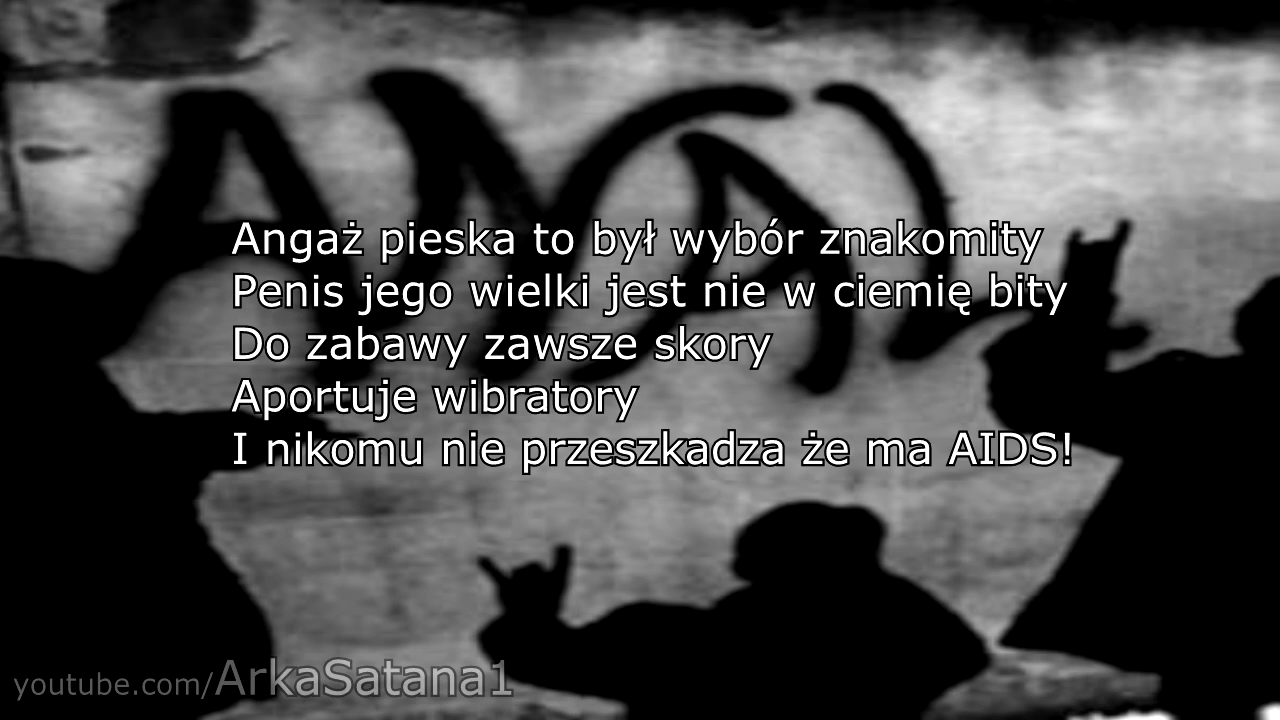 Angaż pieska to był wybór znakomity
Penis jego wielki jest nie w ciemię bity
Do zabawy zawsze skory
Aportuje wibratory
I nikomu nie przeszkadza że ma AIDS!
youtube.com/ArkaSatana1